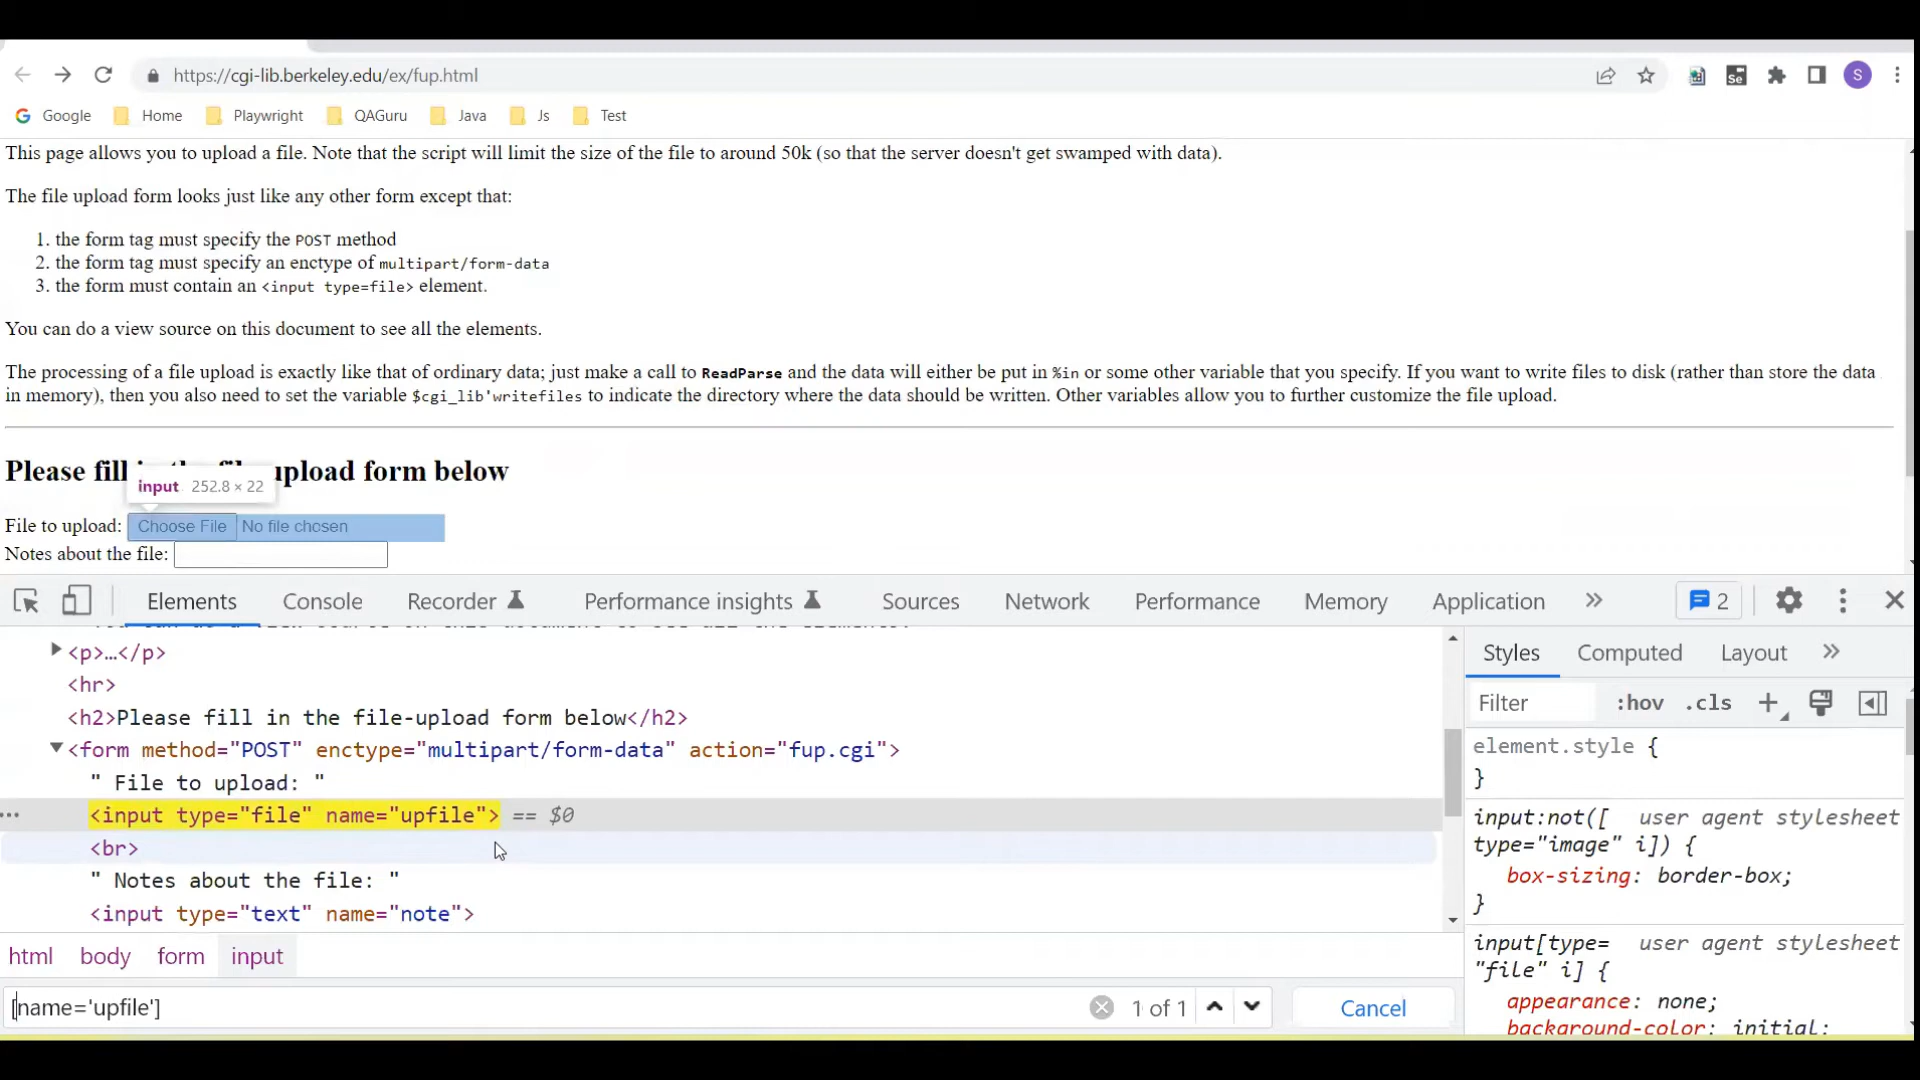 https://cgi-lib.berkeley.edu/ex/fup.html
Se
S
Google Home Playwright QAGuru Java Js Test
This page allows you to upload a file. Note that the script will limit the size of the file to around 50k (so that the server doesn't get swamped with data).
The file upload form looks just like any other form except that:
1. the form tag must specify the POST method
2. the form tag must specify an enctype of multipart/form-data
3. the form must contain an <input type=file> element.
You can do a view source on this document to see all the elements.
The processing of a file upload is exactly like that of ordinary data; just make a call to ReadParse and the data will either be put in %in or some other variable that you specify. If you want to write files to disk (rather than store the data
in memory), then you also need to set the variable $cgi_lib'writefiles to indicate the directory where the data should be written. Other variables allow you to further customize the file upload.
Please fill in the file upload form below
input 252.8 × 22
File to upload: Choose File No file chosen
Notes about the file:
Elements Console Recorder Performance insights Sources Network Performance Memory Application » 2
<p>…</p>
<hr>
<h2>Please fill in the file-upload form below</h2>
<form method="POST" enctype="multipart/form-data" action="fup.cgi">
" File to upload: "
<input type="file" name="upfile"> == $0
<br>
" Notes about the file: "
<input type="text" name="note">
html body form input
[name='upfile']
1 of 1
Cancel
Styles Computed Layout »
Filter :hov .cls +
element.style {
}
input:not([ user agent stylesheet
type="image" i]) {
box-sizing: border-box;
}
input[type= user agent stylesheet
"file" i] {
appearance: none;
background-color: initial;